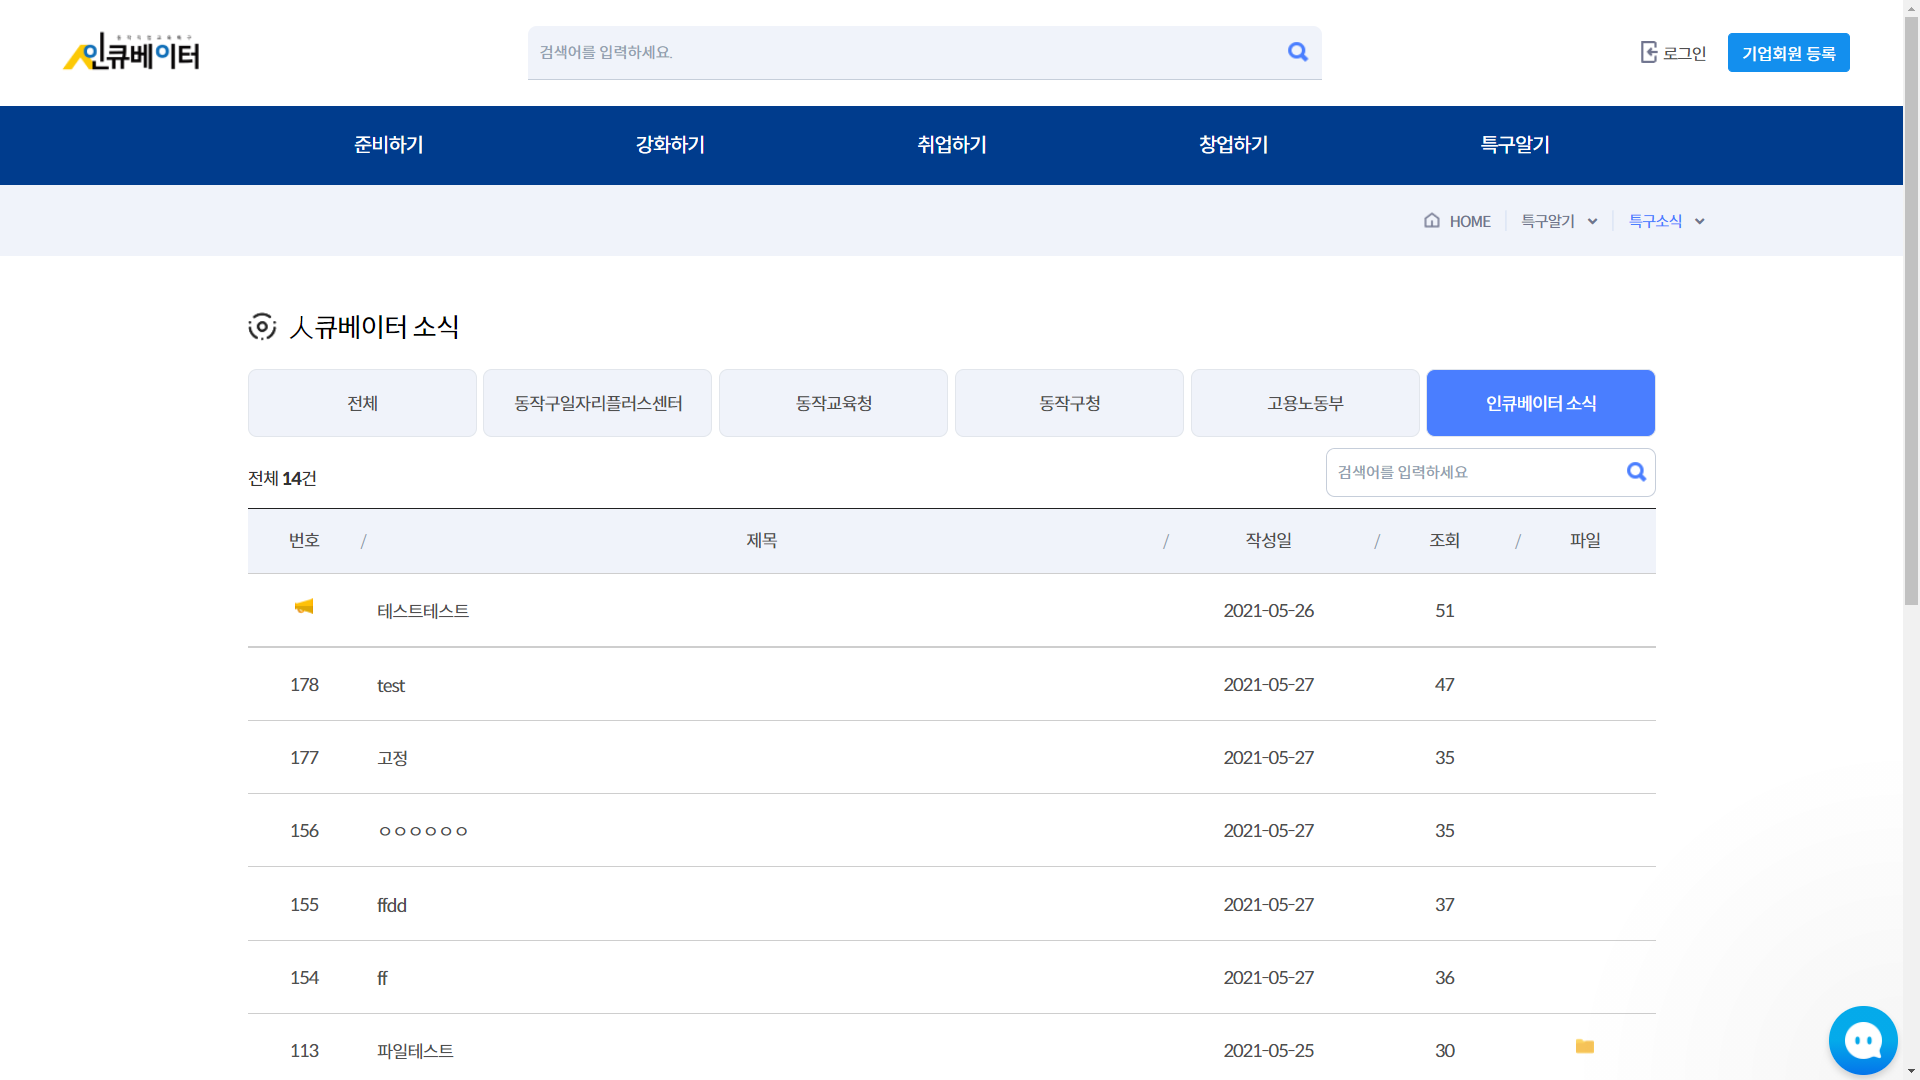 인큐베이터
검색어를 입력하세요.
로그인
기업회원 등록
준비하기 강화하기 취업하기 창업하기 특구알기
HOME 특구알기 특구소식
人큐베이터 소식
전체 동작구일자리플러스센터 동작교육청 동작구청 고용노동부 인큐베이터 소식
전체 14건
검색어를 입력하세요
번호 / 제목 / 작성일 / 조회 / 파일
테스트테스트 2021-05-26 51
178 test 2021-05-27 47
177 고정 2021-05-27 35
156 ㅇㅇㅇㅇㅇㅇ 2021-05-27 35
155 ffdd 2021-05-27 37
154 ff 2021-05-27 36
113 파일테스트 2021-05-25 30